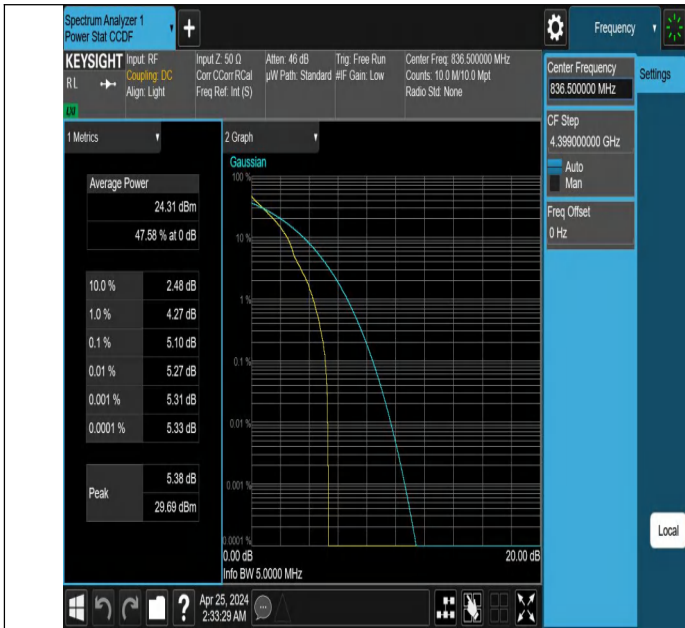 Spectrum Analyzer 1
Power Stat CCDF
+
Frequency
KEYSIGHT
RL
Input: RF
Coupling: DC
Align: Light
Input Z: 50 Ω
Corr CCorr RCal
Freq Ref: Int (S)
Atten: 46 dB
µW Path: Standard
Trig: Free Run
#IF Gain: Low
Center Freq: 836.500000 MHz
Counts: 10.0 M/10.0 Mpt
Radio Std: None
Center Frequency
836.500000 MHz
Settings
CF Step
4.399000000 GHz
Auto
Man
Freq Offset
0 Hz
1 Metrics
Average Power
24.31 dBm
47.58 % at 0 dB
10.0 % 2.48 dB
1.0 % 4.27 dB
0.1 % 5.10 dB
0.01 % 5.27 dB
0.001 % 5.31 dB
0.0001 % 5.33 dB
Peak
5.38 dB
29.69 dBm
2 Graph
Gaussian
100 %
10 %
1 %
0.1 %
0.01 %
0.001 %
0.0001 %
0.00 dB 20.00 dB
Info BW 5.0000 MHz
Local
?
Apr 25, 2024
2:33:29 AM